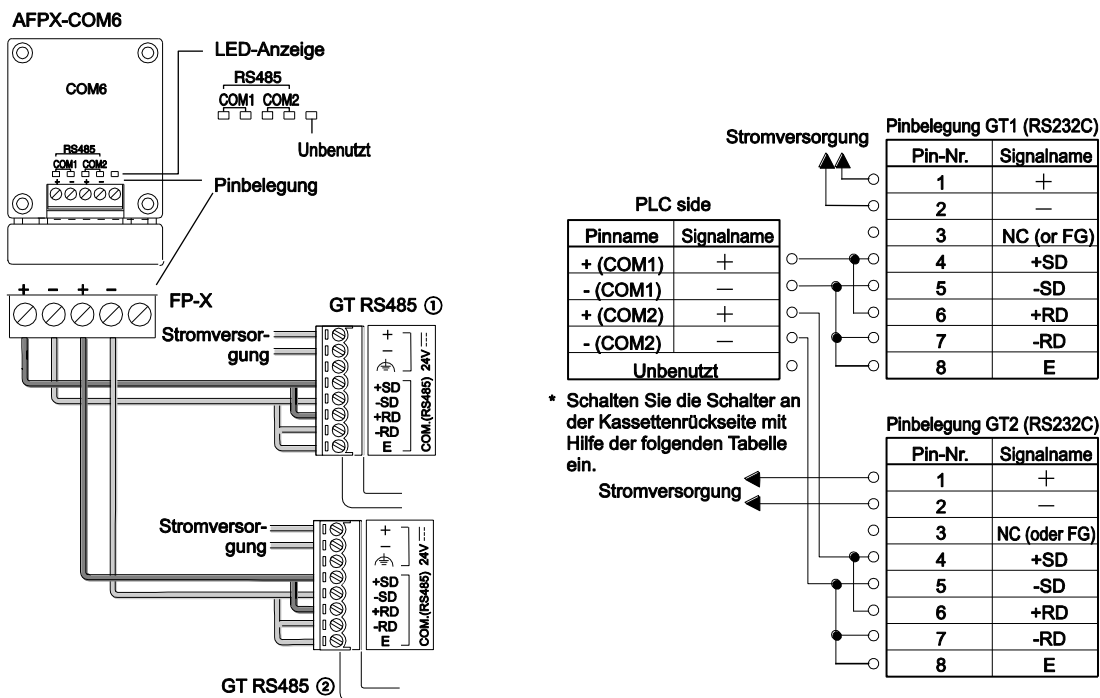 AFPX-COM6
COM6
RS485
COM1 COM2
+ - + -
LED-Anzeige
RS485
COM1 COM2
Unbenutzt
Pinbelegung
+ − + −
FP-X
GT RS485 ①
Stromversor-
gung
+
−
24V
+SD
-SD
+RD
-RD
E
COM.(RS485)
Stromversor-
gung
+
−
24V
+SD
-SD
+RD
-RD
E
COM.(RS485)
GT RS485 ②
PLC side
Pinname Signalname
+ (COM1) +
- (COM1) −
+ (COM2) +
- (COM2) −
Unbenutzt
* Schalten Sie die Schalter an
der Kassettenrückseite mit
Hilfe der folgenden Tabelle
ein.
Stromversorgung
Pinbelegung GT1 (RS232C)
Pin-Nr. Signalname
1 +
2 −
3 NC (or FG)
4 +SD
5 -SD
6 +RD
7 -RD
8 E
Stromversorgung
Pinbelegung GT2 (RS232C)
Pin-Nr. Signalname
1 +
2 −
3 NC (oder FG)
4 +SD
5 -SD
6 +RD
7 -RD
8 E